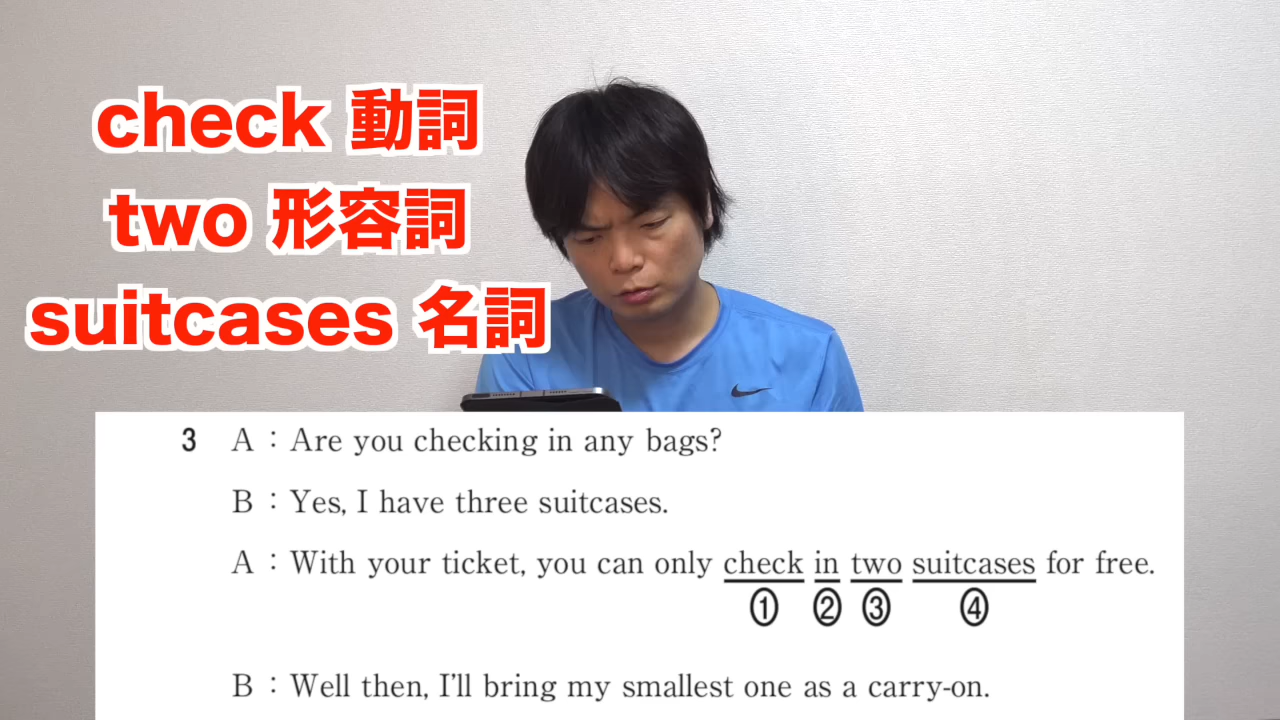 check 動詞
two 形容詞
suitcases 名詞
3 A : Are you checking in any bags?
B : Yes, I have three suitcases.
A : With your ticket, you can only check in two suitcases for free.
① ② ③ ④
B : Well then, I'll bring my smallest one as a carry-on.